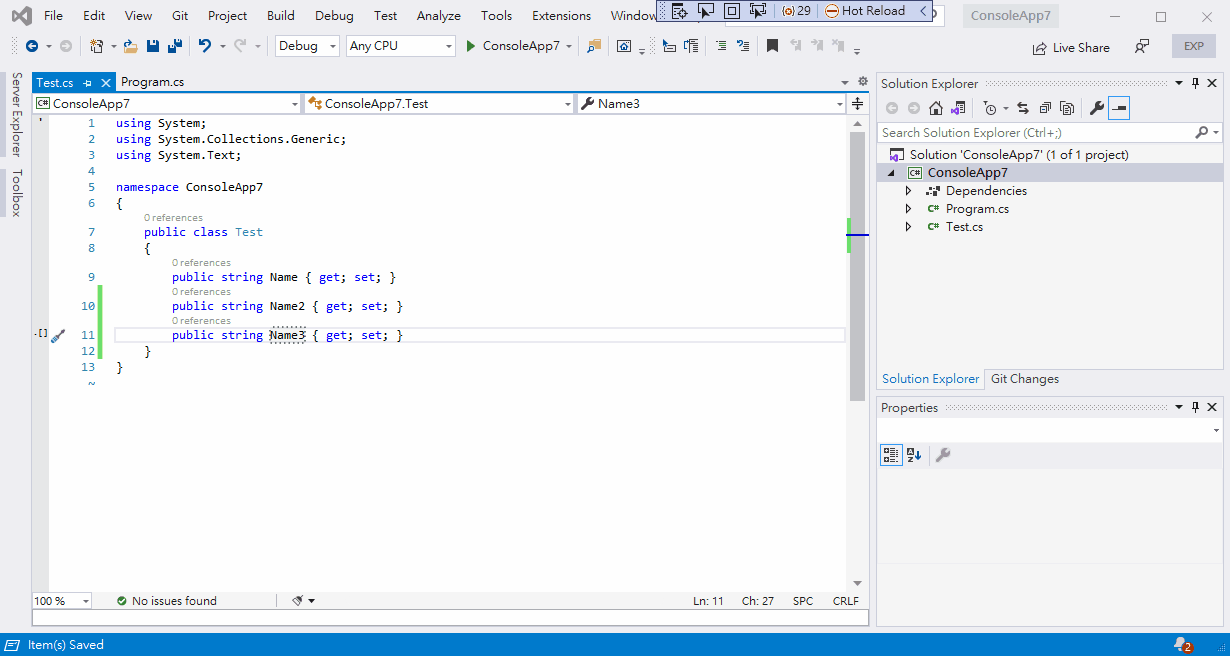 File Edit View Git Project Build Debug Test Analyze Tools Extensions Window 29 Hot Reload ConsoleApp7
Debug Any CPU ConsoleApp7 Live Share EXP
Server Explorer
Toolbox
Test.cs Program.cs
ConsoleApp7 ConsoleApp7.Test Name3
1 using System;
2 using System.Collections.Generic;
3 using System.Text;
4
5 namespace ConsoleApp7
6 {
0 references
7 public class Test
8 {
0 references
9 public string Name { get; set; }
0 references
10 public string Name2 { get; set; }
0 references
11 public string Name3 { get; set; }
12 }
13 }
~
100 % No issues found Ln: 11 Ch: 27 SPC CRLF
Solution Explorer
Search Solution Explorer (Ctrl+;)
Solution 'ConsoleApp7' (1 of 1 project)
C# ConsoleApp7
Dependencies
C# Program.cs
C# Test.cs
Solution Explorer Git Changes
Properties
Item(s) Saved 2